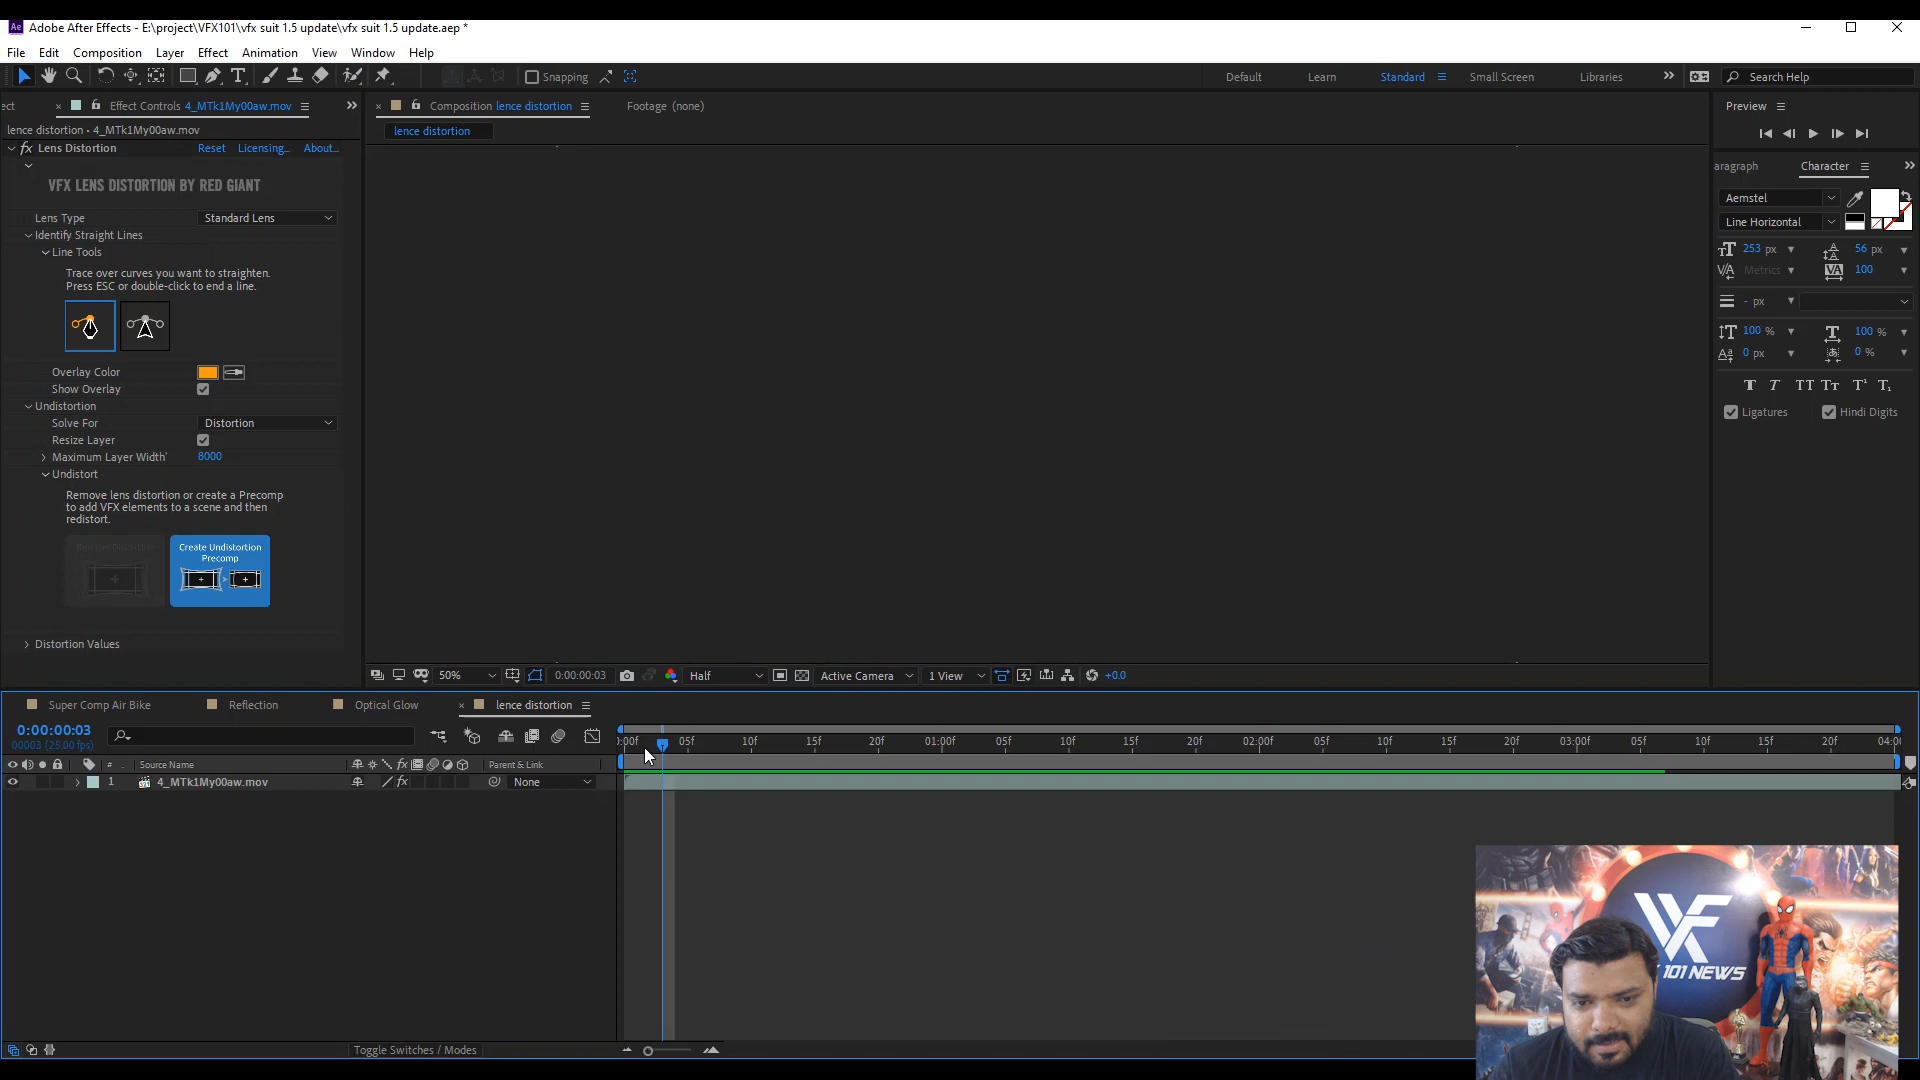 Adobe After Effects - E:\project\VFX101\vfx suit 1.5 update\vfx suit 1.5 update.aep *
File Edit Composition Layer Effect Animation View Window Help
Snapping
Default Learn Standard Small Screen Libraries
Search Help
ect Effect Controls 4_MTk1My00aw.mov
Composition lence distortion
Footage (none)
Preview
lence distortion • 4_MTk1My00aw.mov
lence distortion
fx Lens Distortion Reset Licensing... About...
VFX LENS DISTORTION BY RED GIANT
Lens Type Standard Lens
Identify Straight Lines
Line Tools
Trace over curves you want to straighten.
Press ESC or double-click to end a line.
Overlay Color
Show Overlay
Undistortion
Solve For Distortion
Resize Layer
Maximum Layer Width' 8000
Undistort
Remove lens distortion or create a Precomp
to add VFX elements to a scene and then
redistort.
Create Undistortion
Precomp
Distortion Values
aragraph Character
Aemstel
Line Horizontal
253 px 56 px
Metrics 100
- px
100 % 100 %
0 px 0 %
Ligatures Hindi Digits
50% 0:00:00:03 Half Active Camera 1 View +0.0
Super Comp Air Bike Reflection Optical Glow lence distortion
0:00:00:03
00003 (25.00 fps)
:00f 05f 10f 15f 20f 01:00f 05f 10f 15f 20f 02:00f 05f 10f 15f 20f 03:00f 05f 10f 15f 20f 04:00
# Source Name Parent & Link
1 4_MTk1My00aw.mov None
Toggle Switches / Modes
101 NEWS